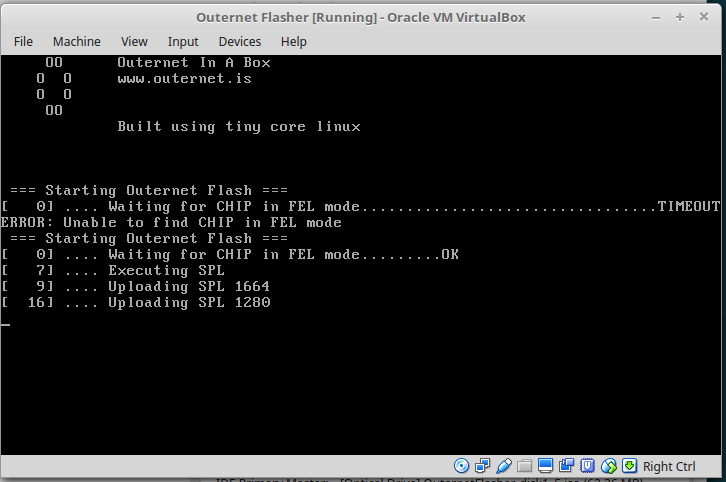 Outernet Flasher [Running] - Oracle VM VirtualBox
File Machine View Input Devices Help
OO Outernet In A Box
O O www.outernet.is
O O
OO
Built using tiny core linux
=== Starting Outernet Flash ===
[ 0] .... Waiting for CHIP in FEL mode.................................TIMEOUT
ERROR: Unable to find CHIP in FEL mode
=== Starting Outernet Flash ===
[ 0] .... Waiting for CHIP in FEL mode.........OK
[ 7] .... Executing SPL
[ 9] .... Uploading SPL 1664
[ 16] .... Uploading SPL 1280
_
Right Ctrl